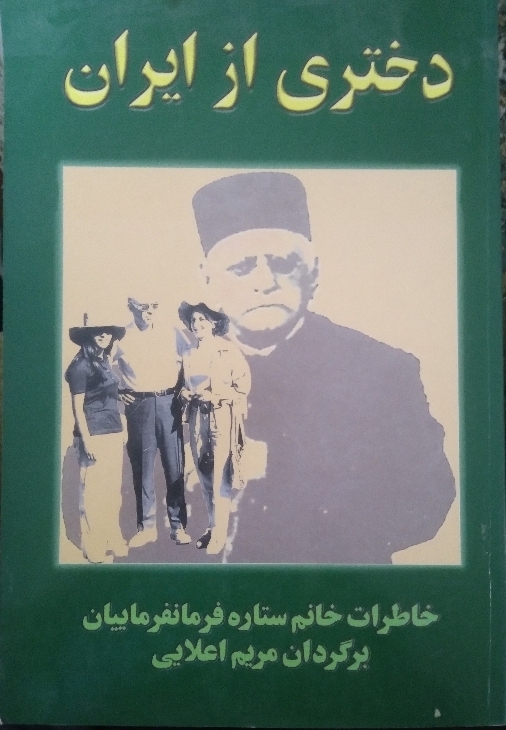 دختری از ایران
خاطرات خانم ستاره فرمانفرماییان
برگردان مریم اعلایی